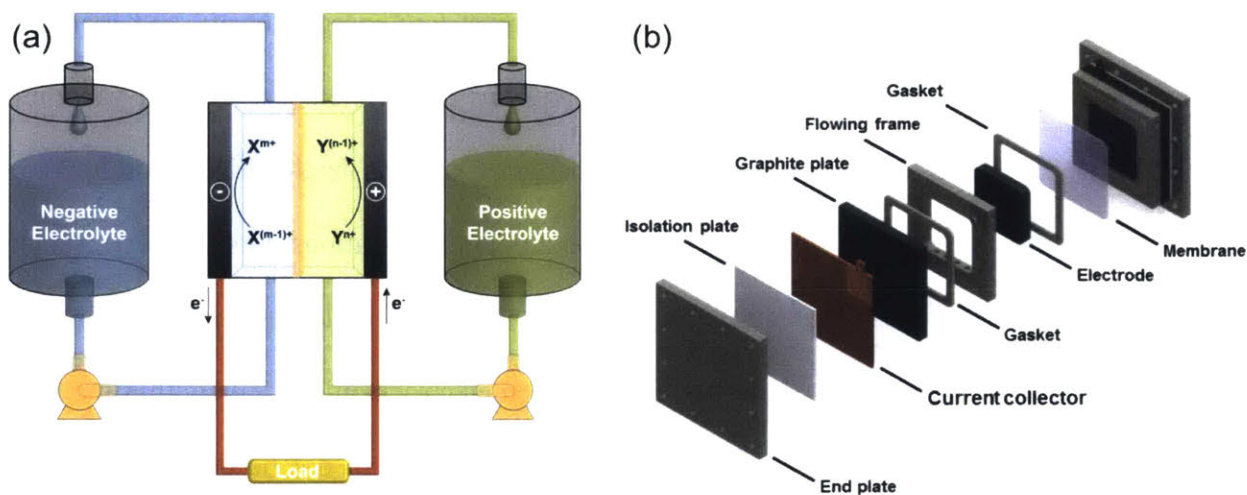 (a)
Negative
Electrolyte
X^{m+}
X^{(m-1)+}
Y^{(n-1)+}
Y^{n+}
-
+
Positive
Electrolyte
e^-
e^-
Load
(b)
Gasket
Flowing frame
Graphite plate
Isolation plate
Membrane
Electrode
Gasket
Current collector
End plate